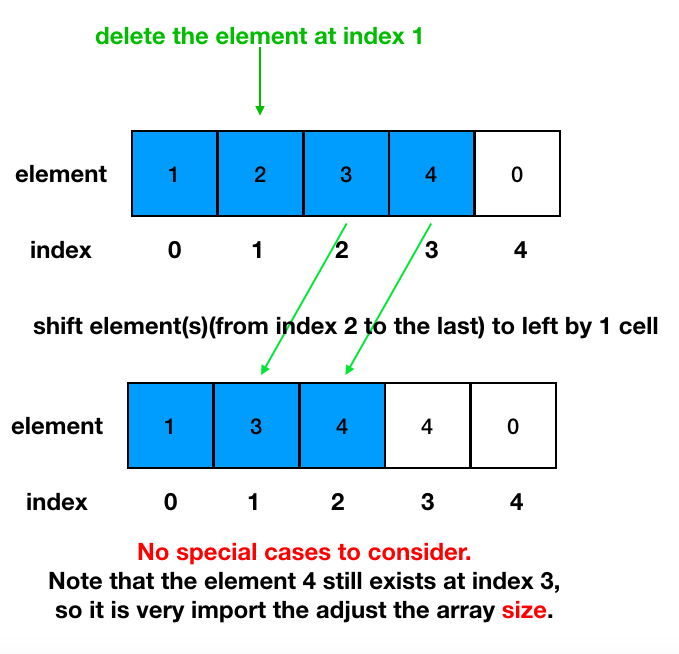 delete the element at index 1
element 1 2 3 4 0
index 0 1 2 3 4
shift element(s)(from index 2 to the last) to left by 1 cell
element 1 3 4 4 0
index 0 1 2 3 4
No special cases to consider.
Note that the element 4 still exists at index 3,
so it is very import the adjust the array size.